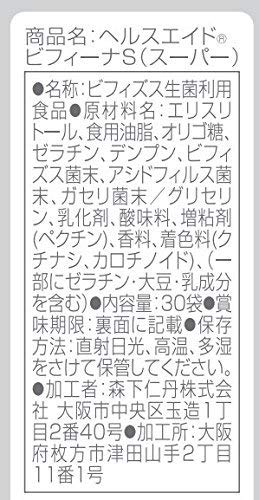 商品名:ヘルスエイド®
ビフィーナS(スーパー)
●名称:ビフィズス生菌利用
食品●原材料名:エリスリ
トール、食用油脂、オリゴ糖、
ゼラチン、デンプン、ビフィ
ズス菌末、アシドフィルス菌
末、ガセリ菌末/グリセリ
ン、乳化剤、酸味料、増粘剤
(ペクチン)、香料、着色料(ク
チナシ、カロチノイド)、(一
部にゼラチン・大豆・乳成分
を含む)●内容量:30袋●賞
味期限:裏面に記載●保存
方法:直射日光、高温、多湿
をさけて保管してください。
●加工者:森下仁丹株式会
社 大阪市中央区玉造1丁
目2番40号●加工所:大阪
府枚方市津田山手2丁目
11番1号